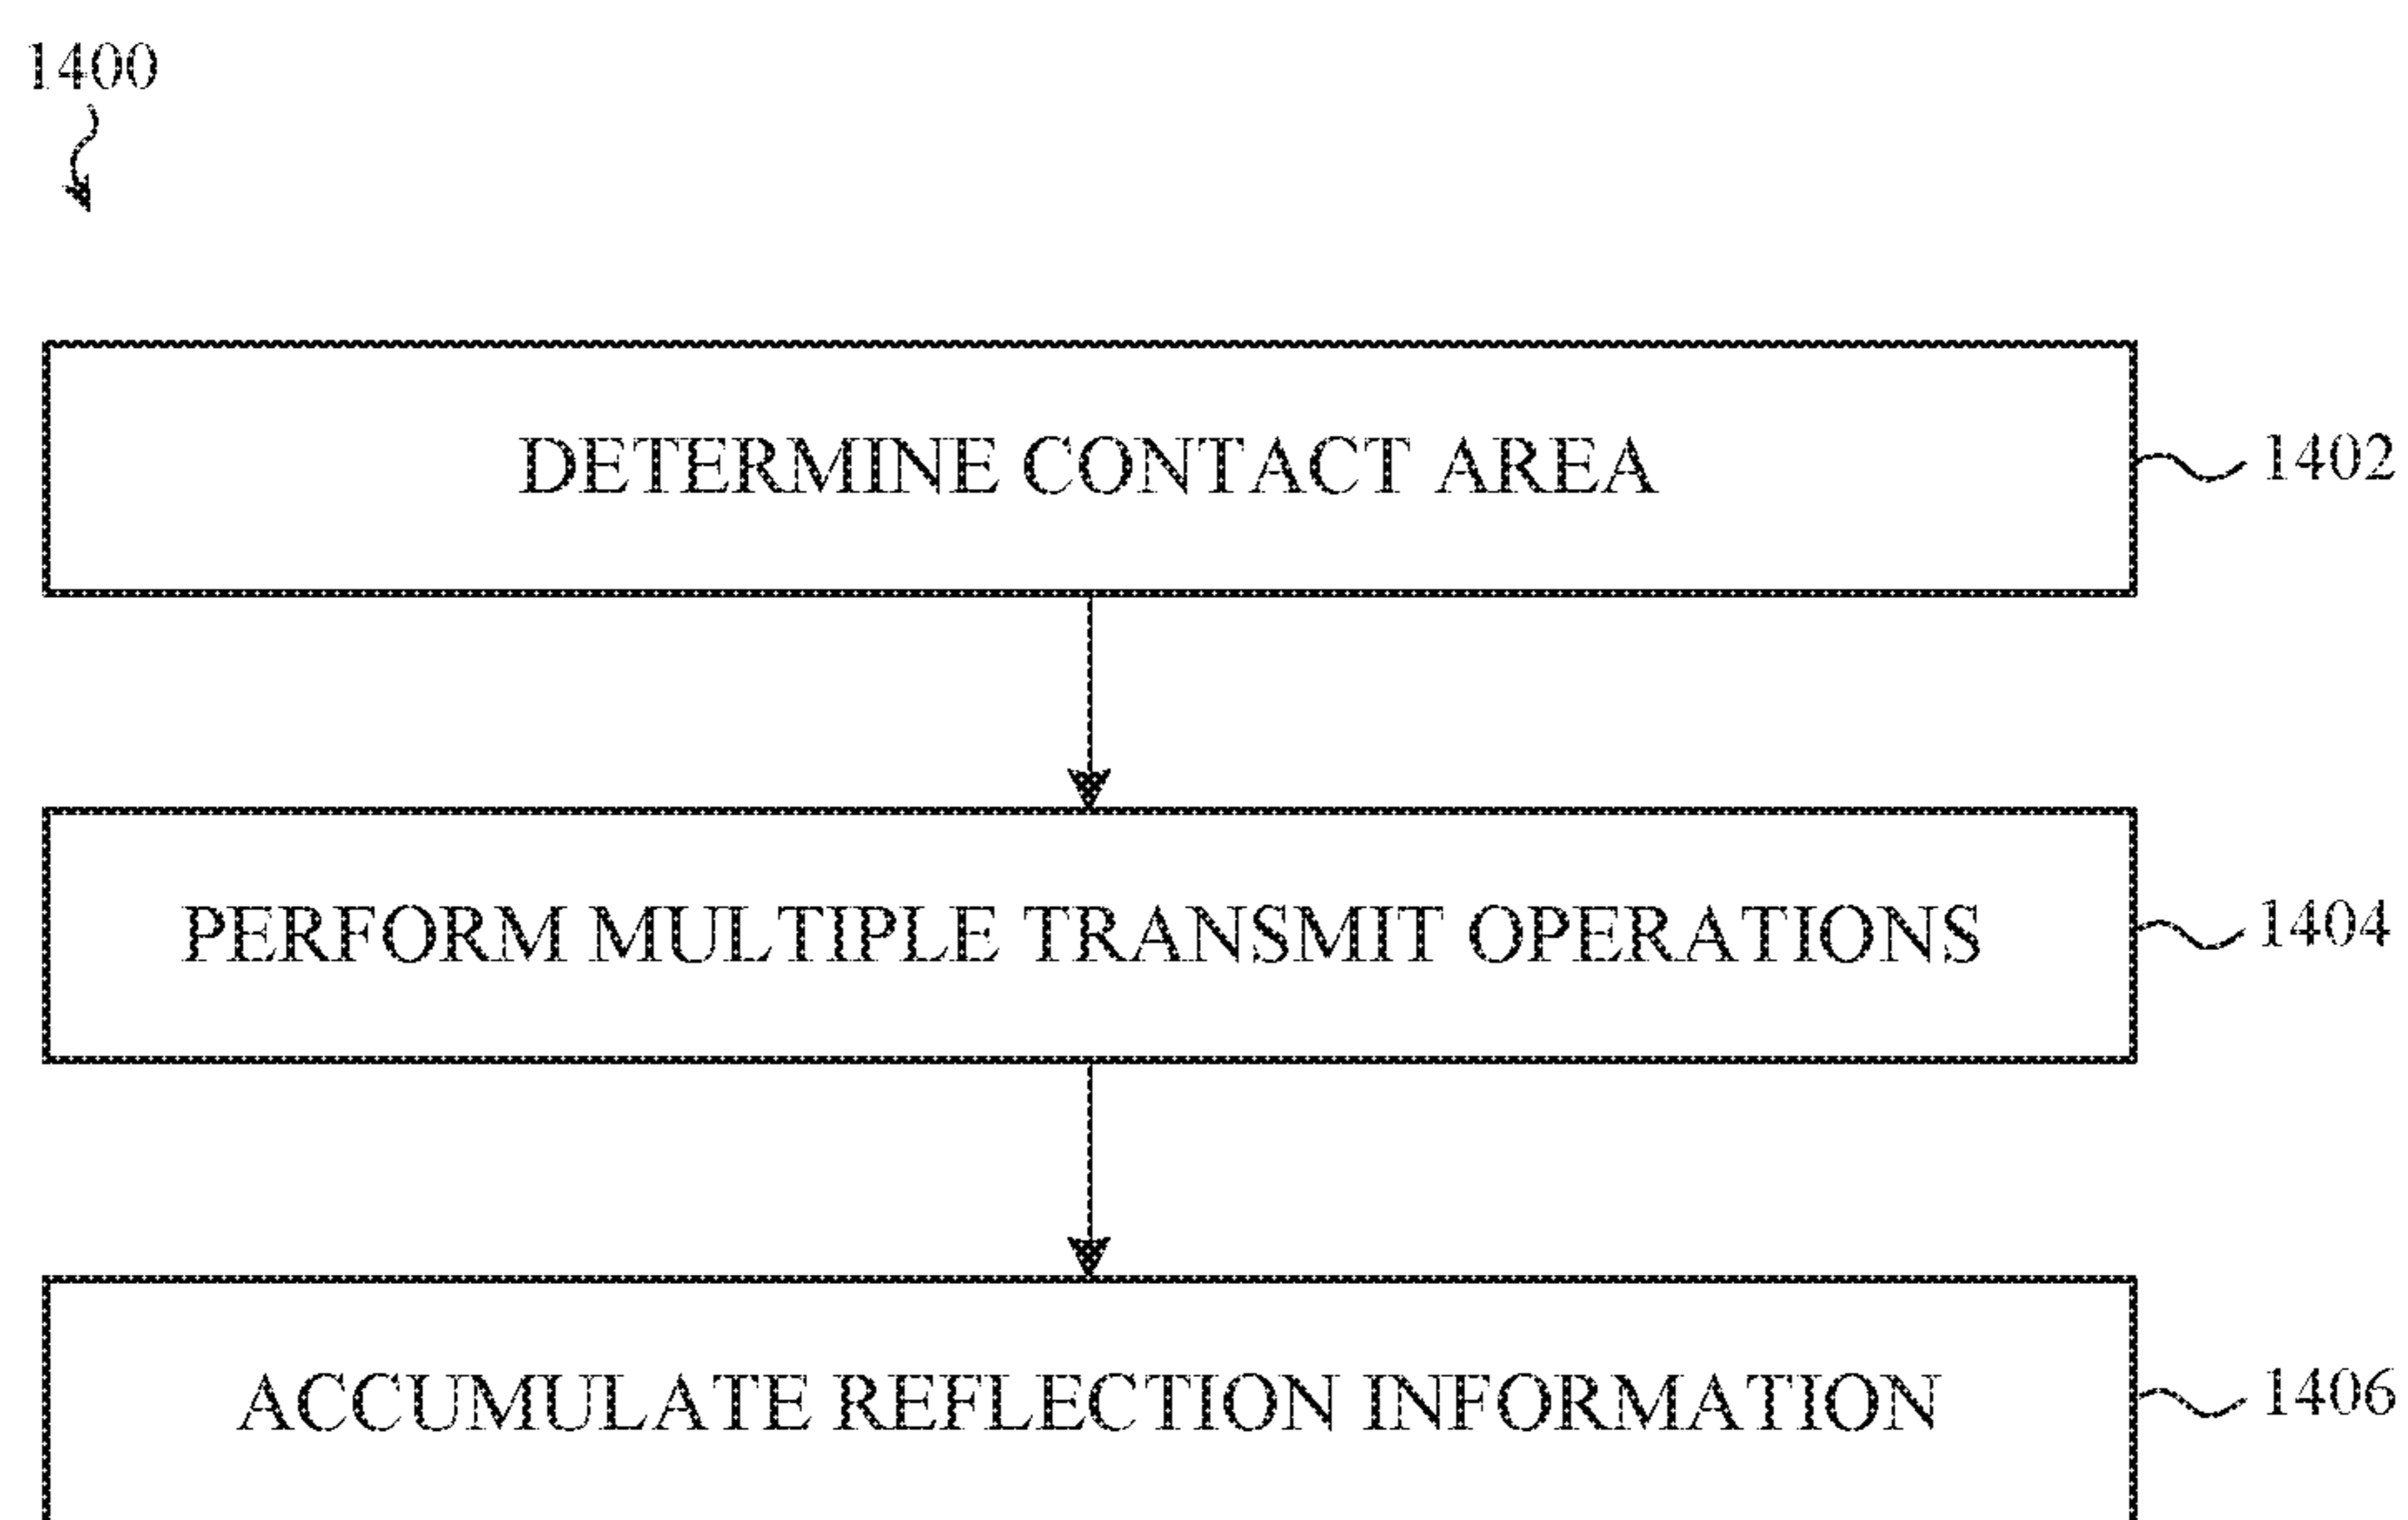 1400
DETERMINE CONTACT AREA
1402
PERFORM MULTIPLE TRANSMIT OPERATIONS
1404
ACCUMULATE REFLECTION INFORMATION
1406